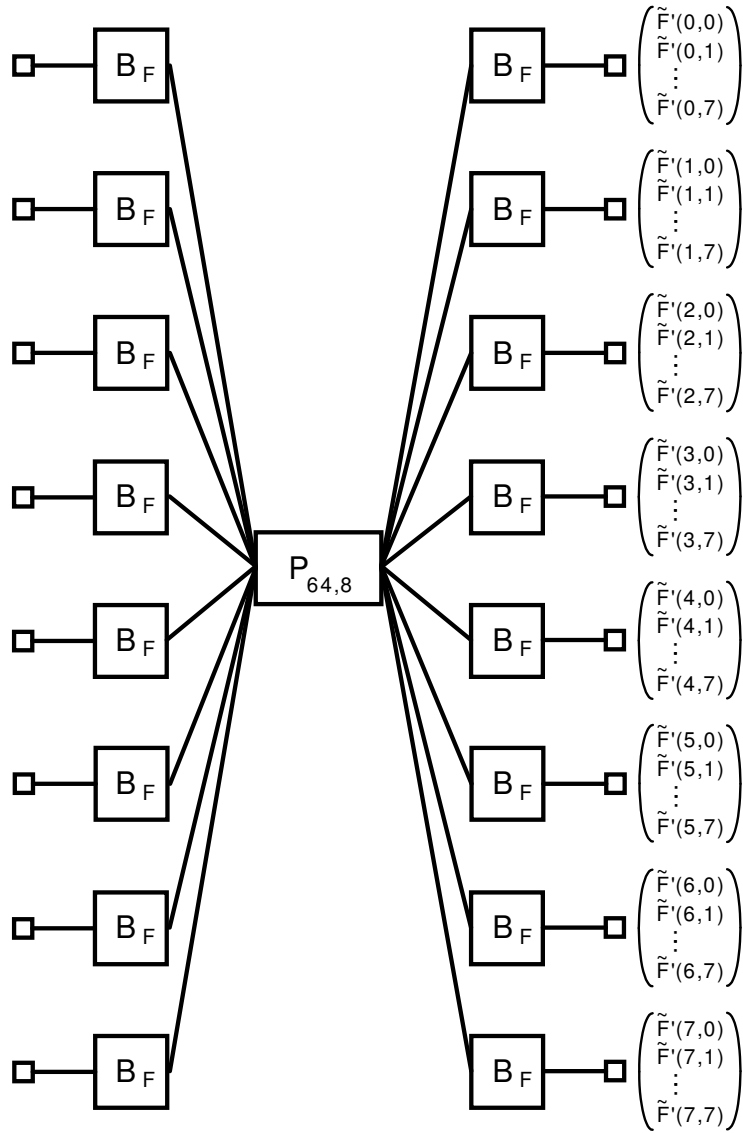 B F
B F
F̃'(0,0)
F̃'(0,1)
⋮
F̃'(0,7)
B F
B F
F̃'(1,0)
F̃'(1,1)
⋮
F̃'(1,7)
B F
B F
F̃'(2,0)
F̃'(2,1)
⋮
F̃'(2,7)
B F
B F
F̃'(3,0)
F̃'(3,1)
⋮
F̃'(3,7)
P 64,8
B F
B F
F̃'(4,0)
F̃'(4,1)
⋮
F̃'(4,7)
B F
B F
F̃'(5,0)
F̃'(5,1)
⋮
F̃'(5,7)
B F
B F
F̃'(6,0)
F̃'(6,1)
⋮
F̃'(6,7)
B F
B F
F̃'(7,0)
F̃'(7,1)
⋮
F̃'(7,7)